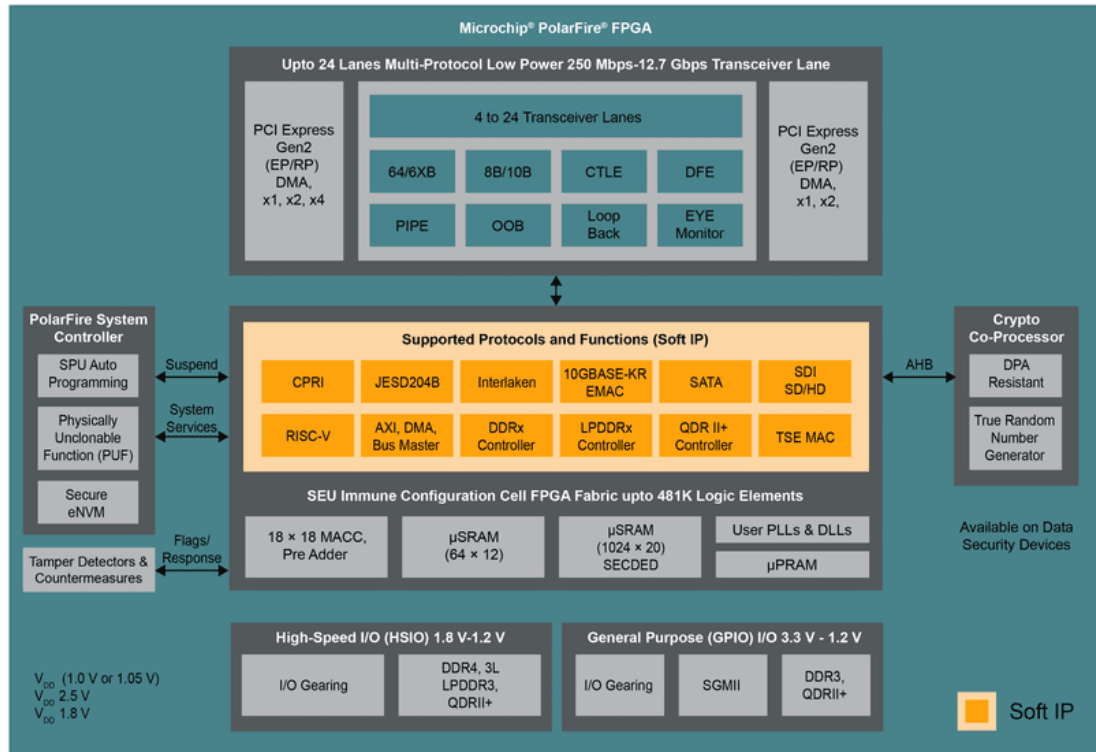 Microchip® PolarFire® FPGA
Upto 24 Lanes Multi-Protocol Low Power 250 Mbps-12.7 Gbps Transceiver Lane
PCI Express
Gen2
(EP/RP)
DMA,
x1, x2, x4
4 to 24 Transceiver Lanes
64/6XB
8B/10B
CTLE
DFE
PIPE
OOB
Loop
Back
EYE
Monitor
PCI Express
Gen2
(EP/RP)
DMA,
x1, x2,
PolarFire System
Controller
SPU Auto
Programming
Physically
Unclonable
Function (PUF)
Secure
eNVM
Tamper Detectors &
Countermeasures
Suspend
System
Services
Flags/
Response
Supported Protocols and Functions (Soft IP)
CPRI
JESD204B
Interlaken
10GBASE-KR
EMAC
SATA
SDI
SD/HD
RISC-V
AXI, DMA,
Bus Master
DDRx
Controller
LPDDRx
Controller
QDR II+
Controller
TSE MAC
SEU Immune Configuration Cell FPGA Fabric upto 481K Logic Elements
18 × 18 MACC,
Pre Adder
µSRAM
(64 × 12)
µSRAM
(1024 × 20)
SECDED
User PLLs & DLLs
µPRAM
AHB
Crypto
Co-Processor
DPA
Resistant
True Random
Number
Generator
Available on Data
Security Devices
High-Speed I/O (HSIO) 1.8 V-1.2 V
I/O Gearing
DDR4, 3L
LPDDR3,
QDRII+
General Purpose (GPIO) I/O 3.3 V - 1.2 V
I/O Gearing
SGMII
DDR3,
QDRII+
VDD (1.0 V or 1.05 V)
VDD 2.5 V
VDD 1.8 V
Soft IP